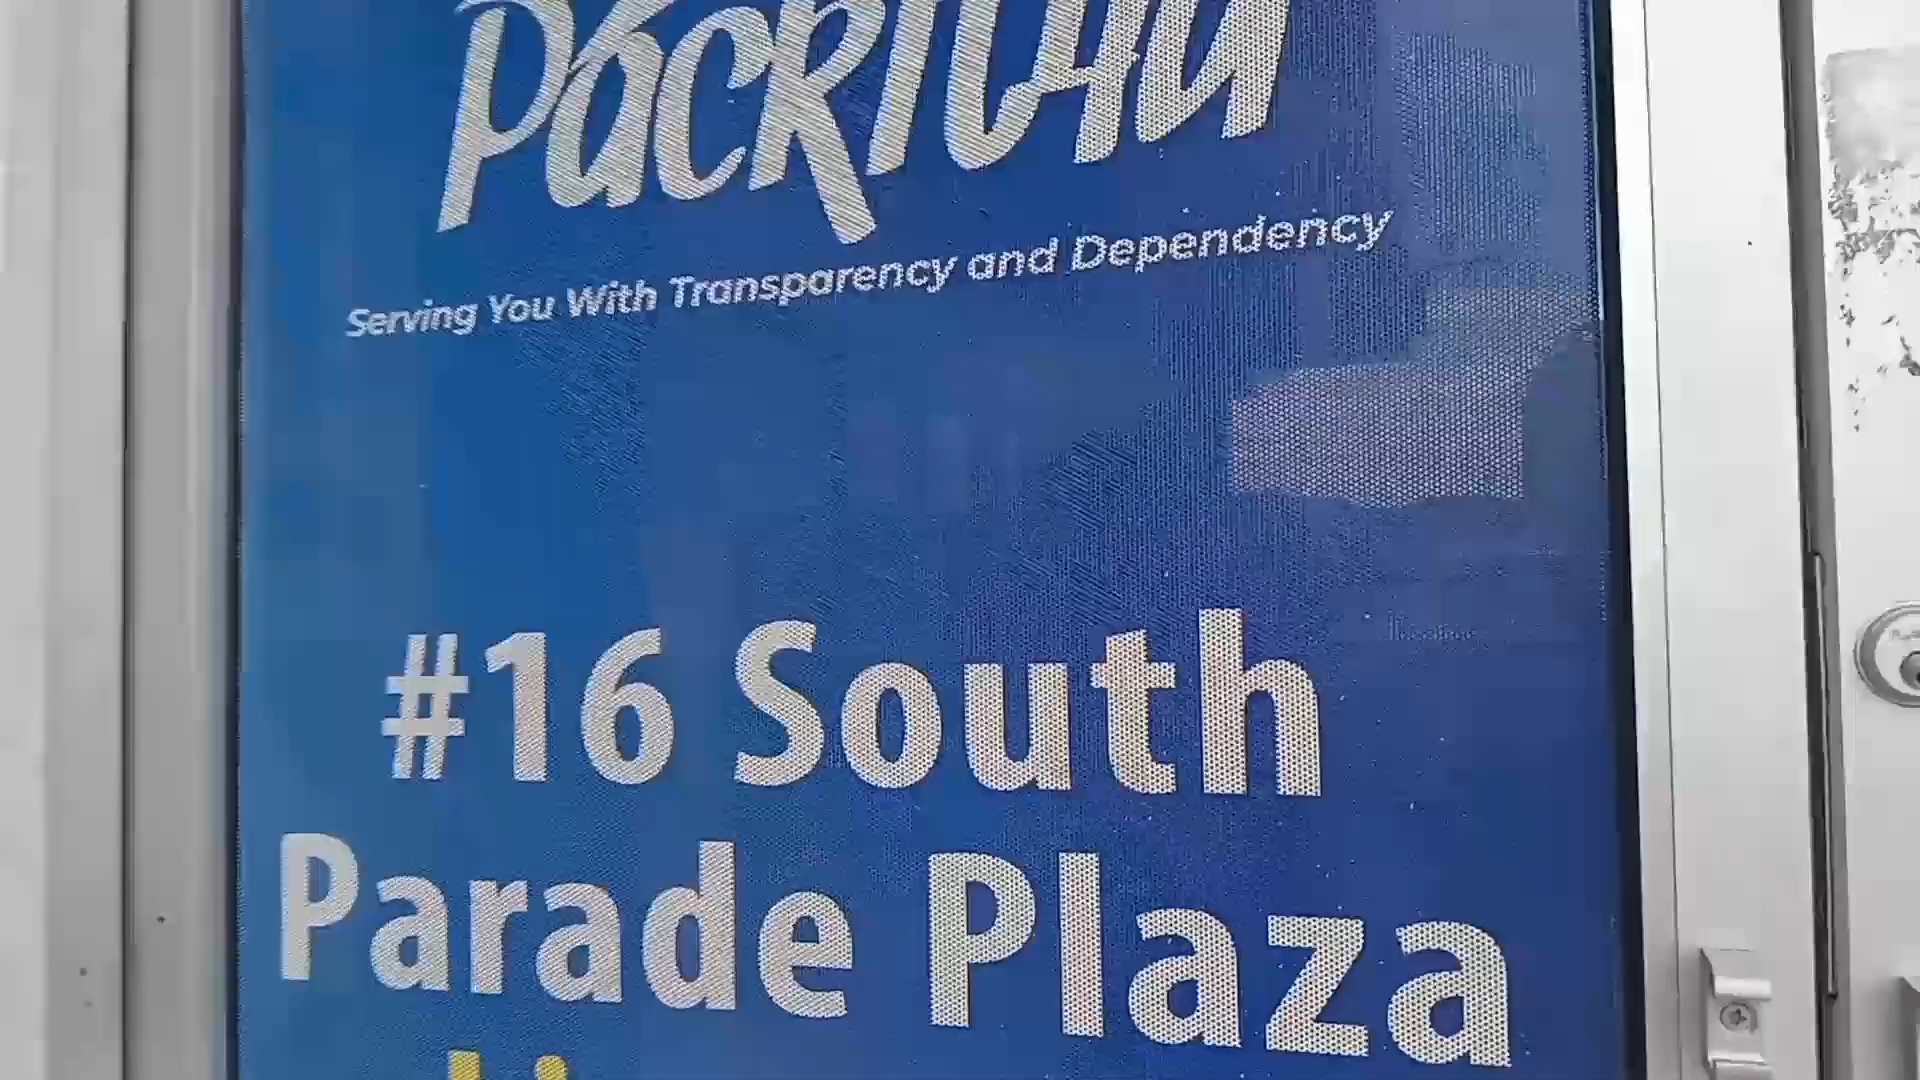 Serving You With Transparency and Dependency
#16 South
Parade Plaza